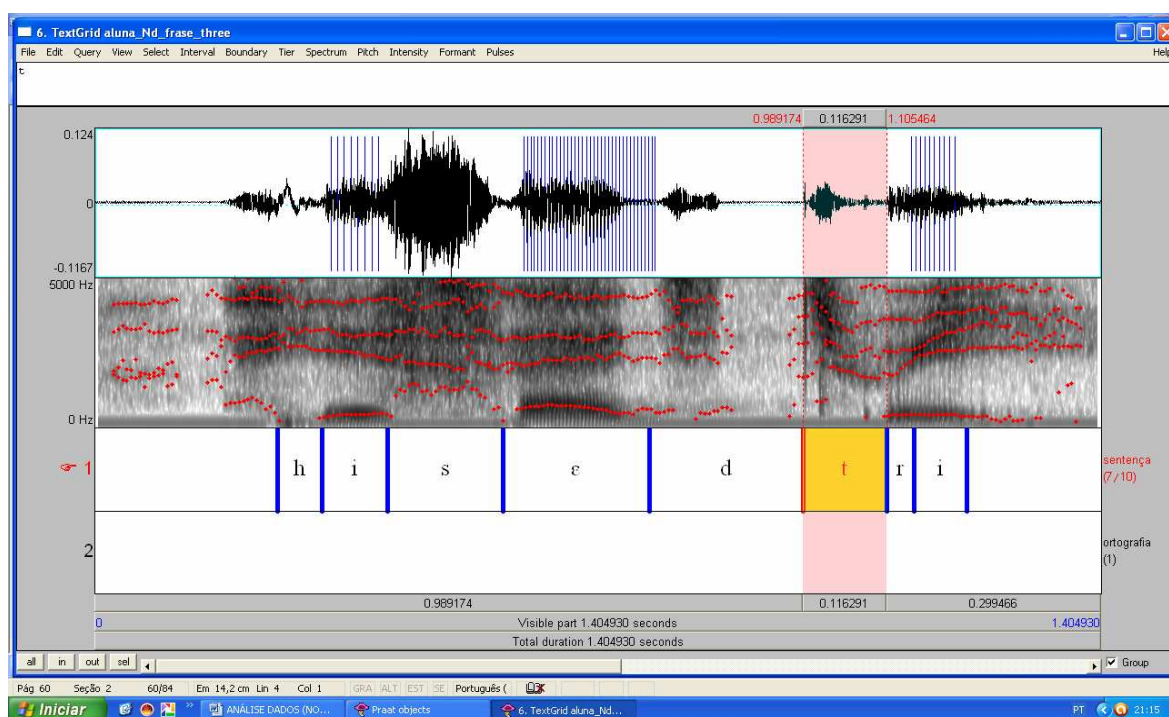 6. TextGrid aluna_Nd_frase_three
File Edit Query View Select Interval Boundary Tier Spectrum Pitch Intensity Formant Pulses Help
t
0.989174 0.116291 1.105464
0.124
0
-0.1167
5000 Hz
0 Hz
1 h i s ɛ d t r i sentença
(7/10)
2 ortografia
(1)
0.989174 0.116291 0.299466
0 Visible part 1.404930 seconds 1.404930
Total duration 1.404930 seconds
all in out sel Group
Pág 60 Seção 2 60/84 Em 14,2 cm Lin 4 Col 1 GRA ALT EST SE Português (
Iniciar » ANÁLISE DADOS (NO... Praat objects 6. TextGrid aluna_Nd... PT 21:15